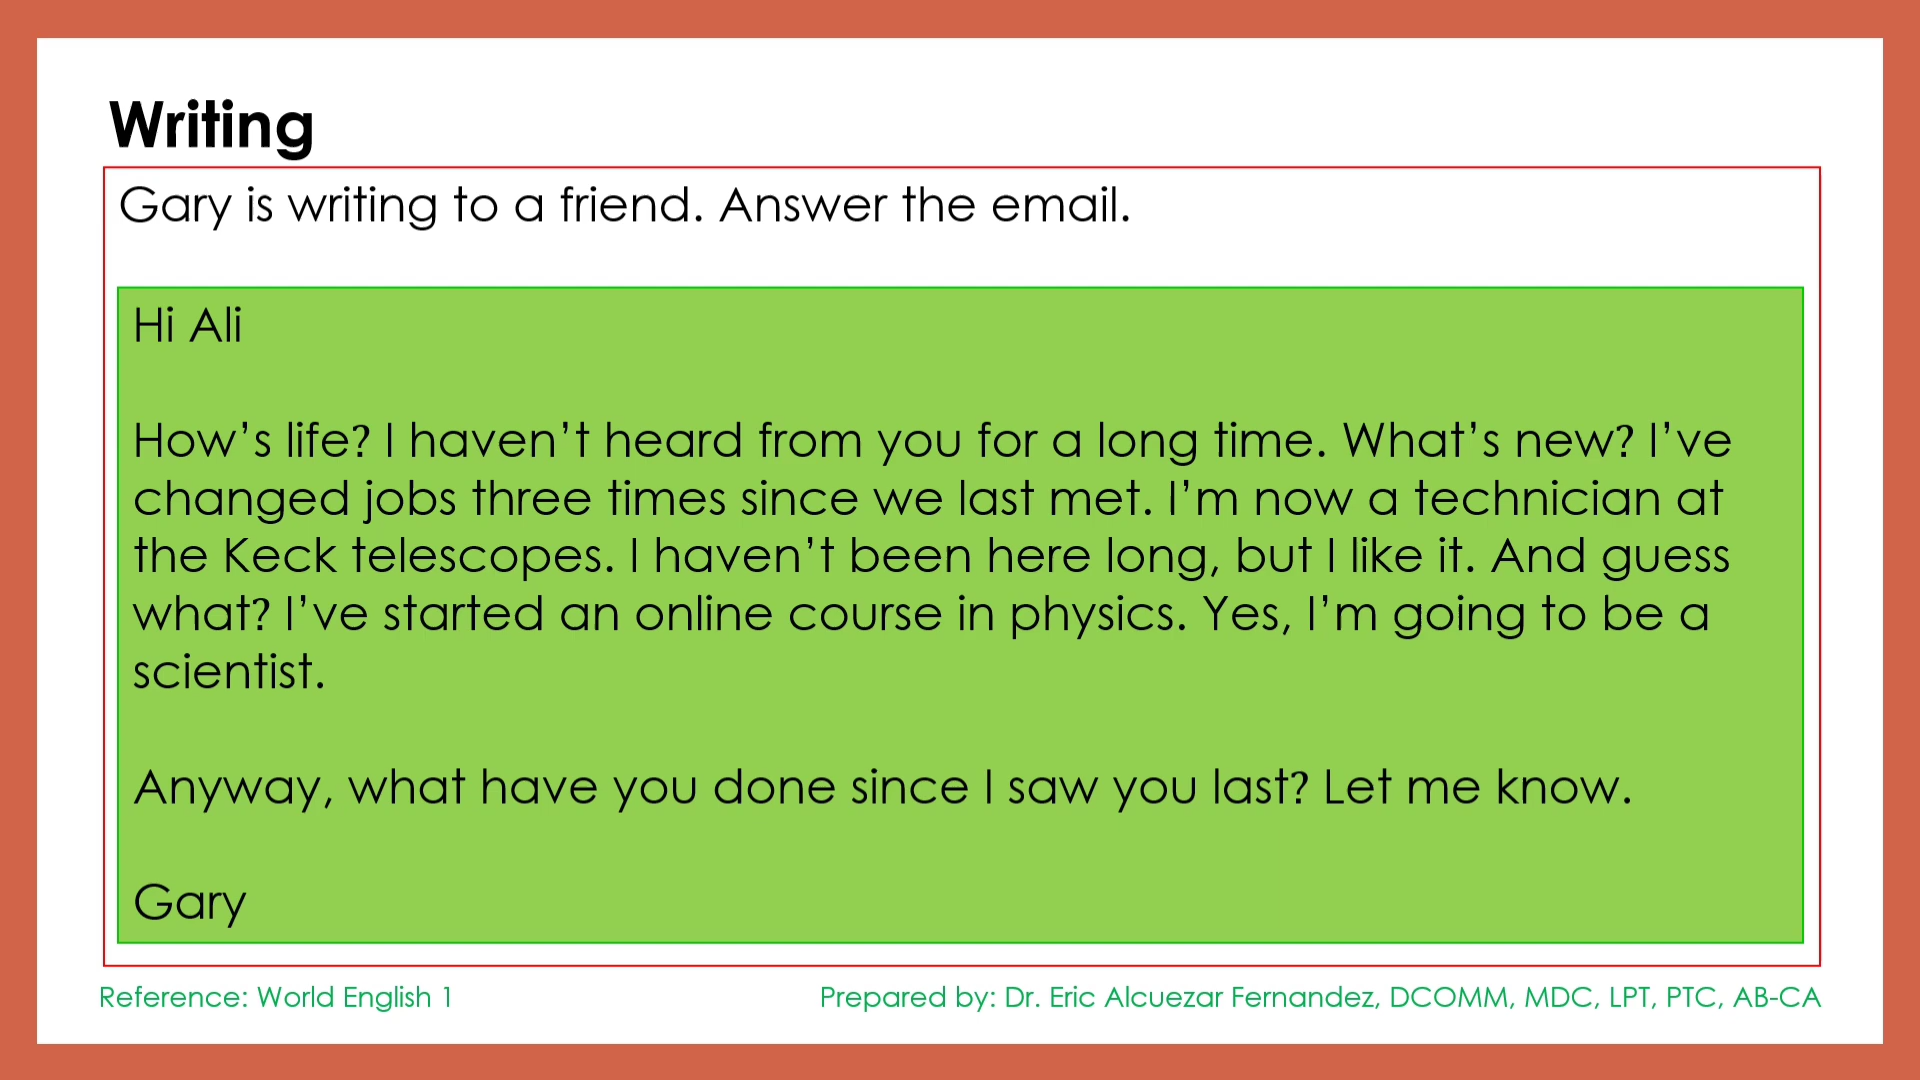 Writing
Gary is writing to a friend. Answer the email.
Hi Ali
How’s life? I haven’t heard from you for a long time. What’s new? I’ve
changed jobs three times since we last met. I’m now a technician at
the Keck telescopes. I haven’t been here long, but I like it. And guess
what? I’ve started an online course in physics. Yes, I’m going to be a
scientist.
Anyway, what have you done since I saw you last? Let me know.
Gary
Reference: World English 1
Prepared by: Dr. Eric Alcuezar Fernandez, DCOMM, MDC, LPT, PTC, AB-CA